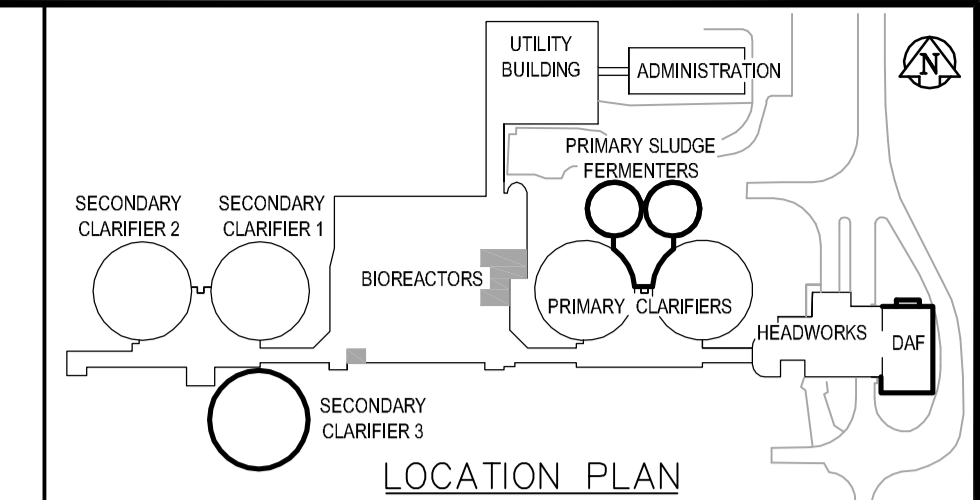 UTILITY
BUILDING
ADMINISTRATION
N
PRIMARY SLUDGE
FERMENTERS
SECONDARY
CLARIFIER 2
SECONDARY
CLARIFIER 1
BIOREACTORS
PRIMARY CLARIFIERS
HEADWORKS
DAF
SECONDARY
CLARIFIER 3
LOCATION PLAN